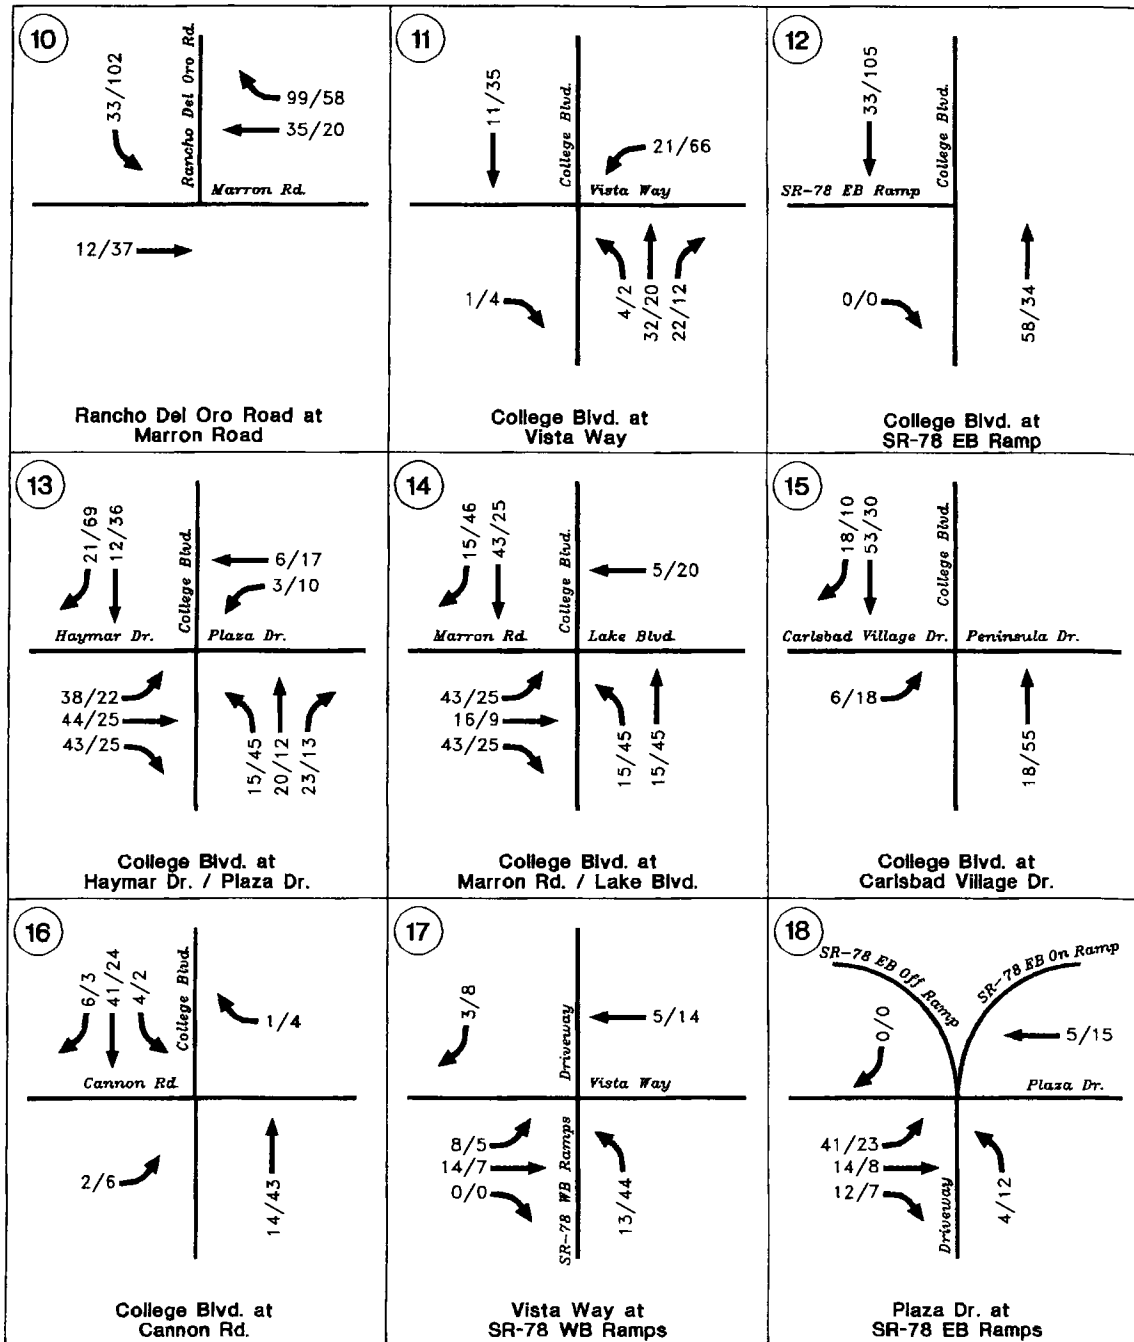 10
33/102
Rancho Del Oro Rd.
99/58
35/20
Marron Rd.
12/37
Rancho Del Oro Road at
Marron Road
11
11/35
College Blvd.
21/66
Vista Way
1/4
4/2
32/20
22/12
College Blvd. at
Vista Way
12
33/105
College Blvd.
SR-78 EB Ramp
0/0
58/34
College Blvd. at
SR-78 EB Ramp
13
21/69
12/36
College Blvd.
6/17
3/10
Haymar Dr.
Plaza Dr.
38/22
44/25
43/25
15/45
20/12
23/13
College Blvd. at
Haymar Dr. / Plaza Dr.
14
15/46
43/25
College Blvd.
5/20
Marron Rd.
Lake Blvd.
43/25
16/9
43/25
15/45
15/45
College Blvd. at
Marron Rd. / Lake Blvd.
15
18/10
53/30
College Blvd.
Carlsbad Village Dr.
Peninsula Dr.
6/18
18/55
College Blvd. at
Carlsbad Village Dr.
16
6/3
41/24
4/2
College Blvd.
1/4
Cannon Rd.
2/6
14/43
College Blvd. at
Cannon Rd.
17
3/8
Driveway
5/14
Vista Way
8/5
14/7
0/0
SR-78 WB Ramps
13/44
Vista Way at
SR-78 WB Ramps
18
SR-78 EB Off Ramp
SR-78 EB On Ramp
0/0
5/15
Plaza Dr.
41/23
14/8
12/7
Driveway
4/12
Plaza Dr. at
SR-78 EB Ramps